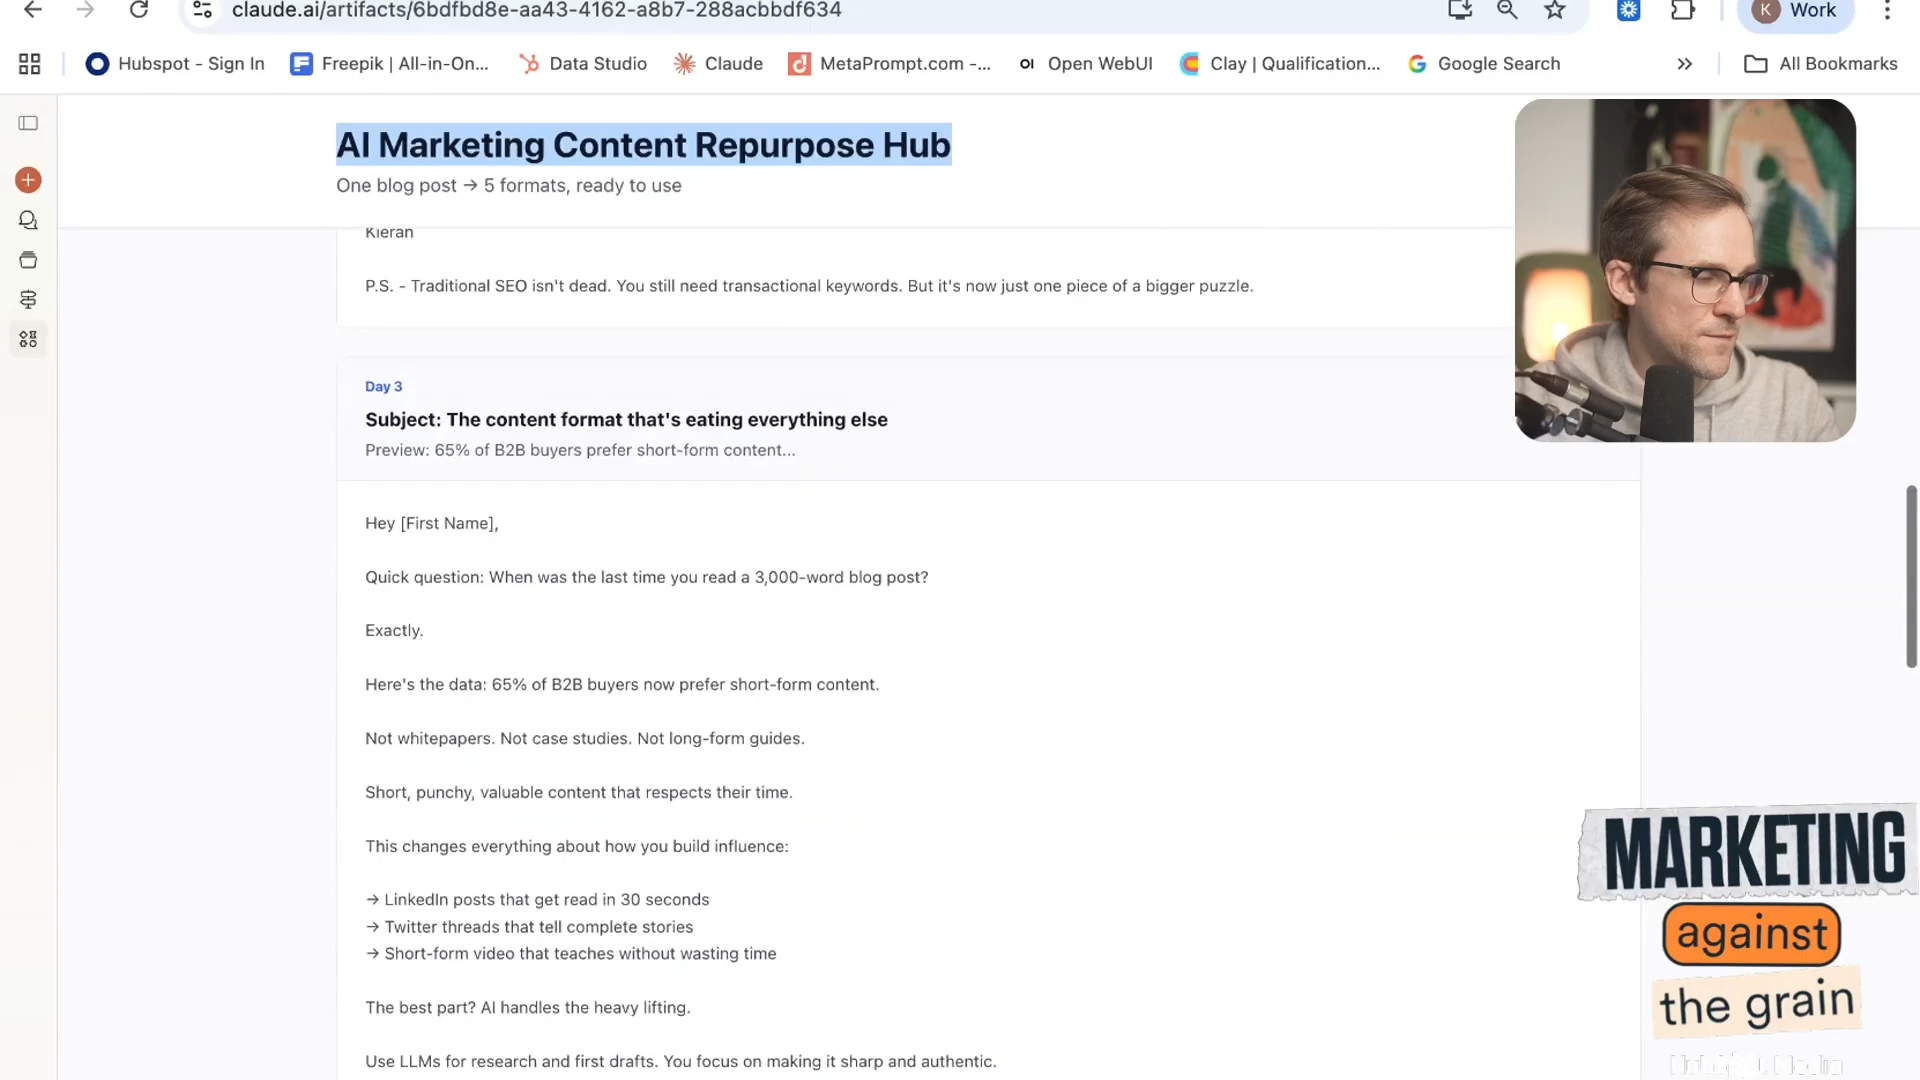 claude.ai/artifacts/6bdfbd8e-aa43-4162-a8b7-288acbbdf634
K Work
Hubspot - Sign In
Freepik | All-in-On...
Data Studio
Claude
MetaPrompt.com -...
OI Open WebUI
Clay | Qualification...
Google Search
All Bookmarks
AI Marketing Content Repurpose Hub
One blog post → 5 formats, ready to use
Kieran
P.S. - Traditional SEO isn't dead. You still need transactional keywords. But it's now just one piece of a bigger puzzle.
Day 3
Subject: The content format that's eating everything else
Preview: 65% of B2B buyers prefer short-form content...
Hey [First Name],
Quick question: When was the last time you read a 3,000-word blog post?
Exactly.
Here's the data: 65% of B2B buyers now prefer short-form content.
Not whitepapers. Not case studies. Not long-form guides.
Short, punchy, valuable content that respects their time.
This changes everything about how you build influence:
→ LinkedIn posts that get read in 30 seconds
→ Twitter threads that tell complete stories
→ Short-form video that teaches without wasting time
The best part? AI handles the heavy lifting.
Use LLMs for research and first drafts. You focus on making it sharp and authentic.
MARKETING
against
the grain